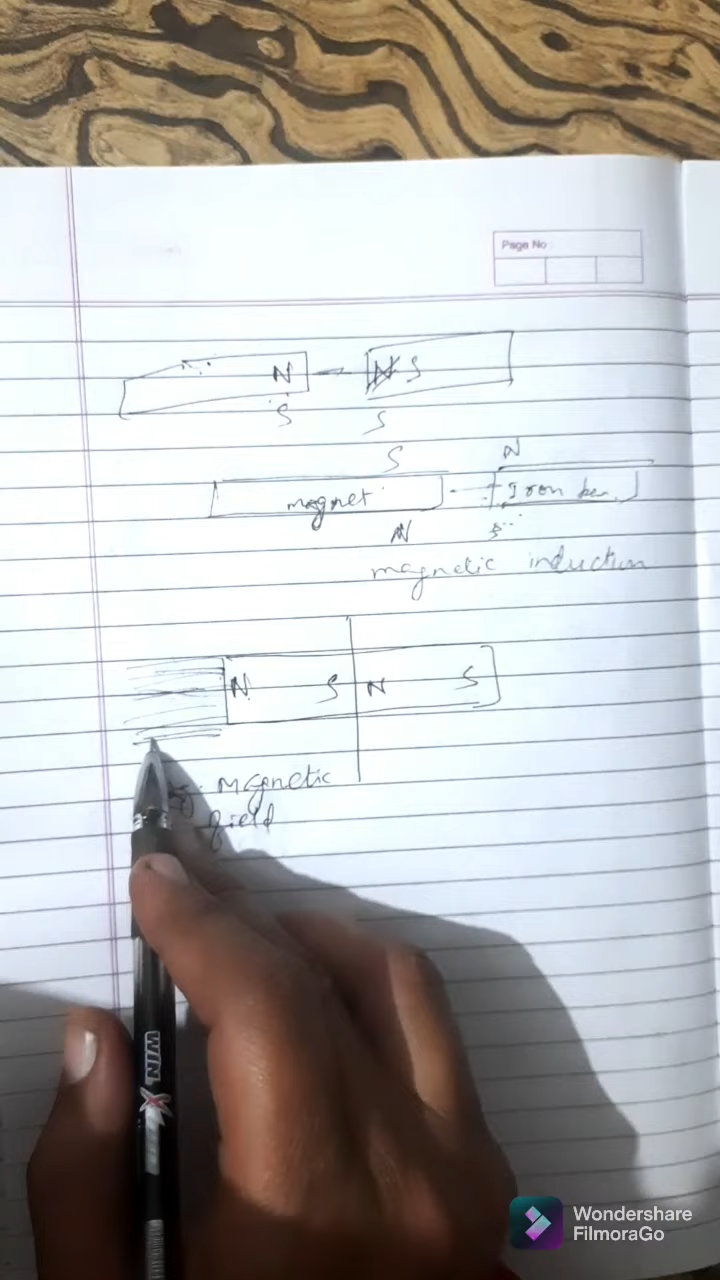 Page No
N N S
S S
S N
magnet Iron bar
N S
magnetic induction
N S N S
magnetic
field
WIN X
Wondershare
FilmoraGo